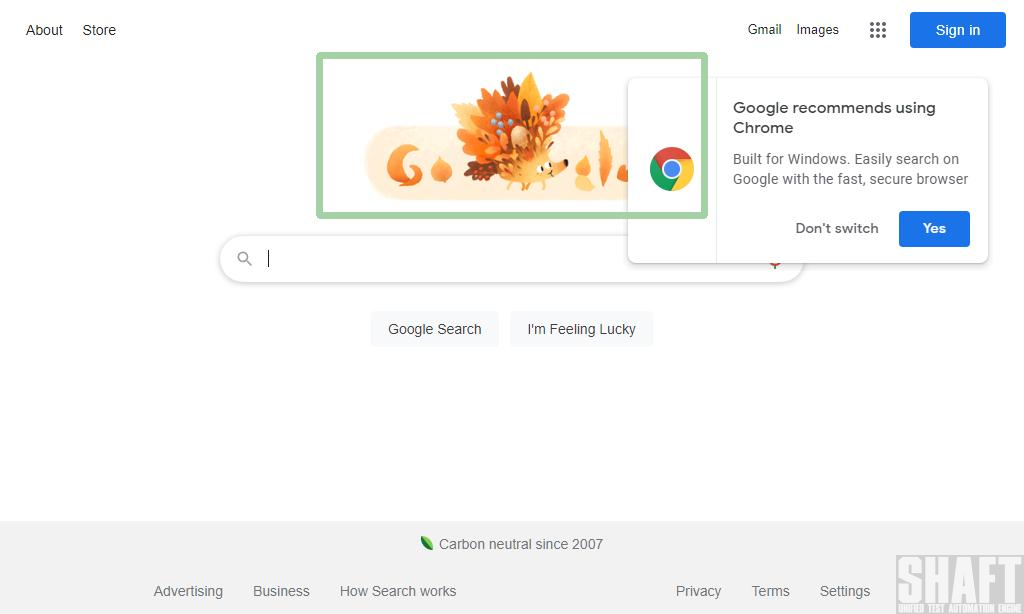 About Store
Gmail Images
Sign in
Google recommends using
Chrome
Built for Windows. Easily search on
Google with the fast, secure browser
Don't switch
Yes
Google Search
I'm Feeling Lucky
Carbon neutral since 2007
Advertising Business How Search works
Privacy Terms Settings
SHAFT
UNIFIED TEST AUTOMATION ENGINE